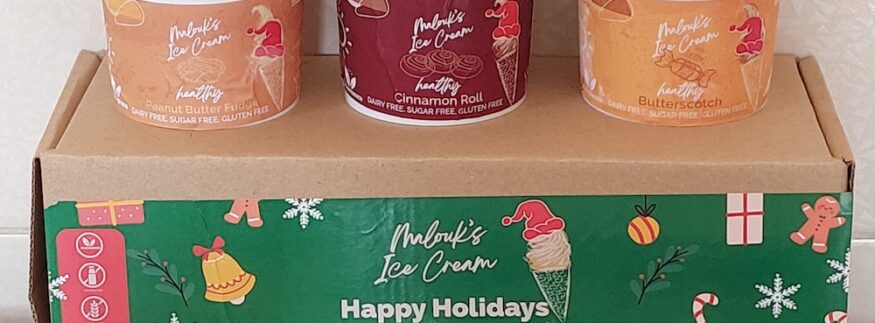 Malouk's
Ice Cream
healthy
Peanut Butter Fudge
DAIRY FREE, SUGAR FREE, GLUTEN FREE
Malouk's
Ice Cream
healthy
Cinnamon Roll
DAIRY FREE, SUGAR FREE, GLUTEN FREE
Malouk's
Ice Cream
healthy
Butterscotch
DAIRY FREE, SUGAR FREE, GLUTEN FREE
Malouk's
Ice Cream
Happy Holidays